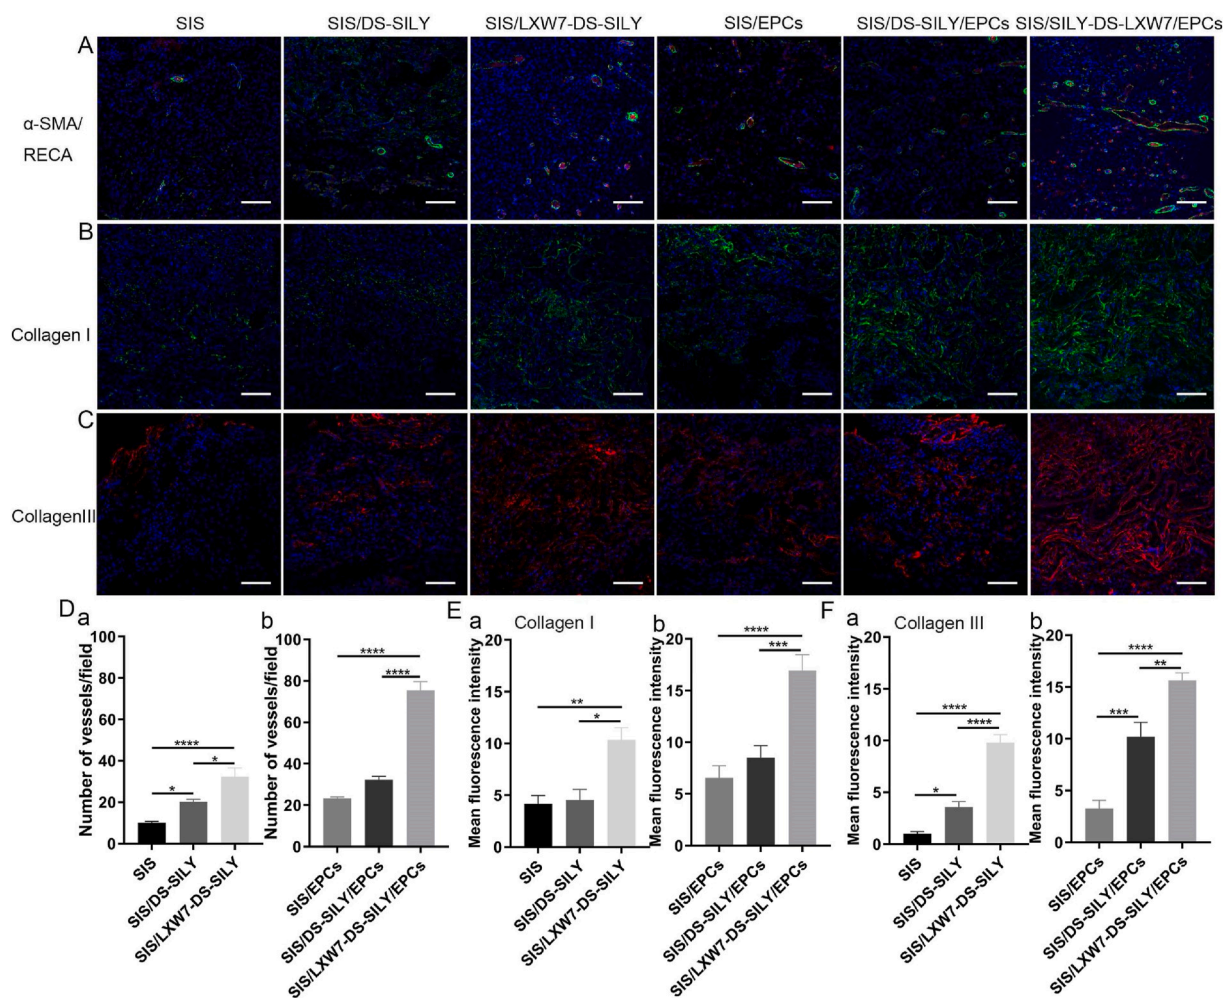 SIS SIS/DS-SILY SIS/LXW7-DS-SILY SIS/EPCs SIS/DS-SILY/EPCs SIS/SILY-DS-LXW7/EPCs
A
α-SMA/
RECA
B
Collagen I
C
CollagenIII
D
a
Number of vessels/field
100
80
60
40
20
0
****
*
*
SIS
SIS/DS-SILY
SIS/LXW7-DS-SILY
b
Number of vessels/field
100
80
60
40
20
0
****
****
SIS/EPCs
SIS/DS-SILY/EPCs
SIS/LXW7-DS-SILY/EPCs
E
a
Collagen I
Mean fluorescence intensity
20
15
10
5
0
**
*
SIS
SIS/DS-SILY
SIS/LXW7-DS-SILY
b
Mean fluorescence intensity
20
15
10
5
0
****
***
SIS/EPCs
SIS/DS-SILY/EPCs
SIS/LXW7-DS-SILY/EPCs
F
a
Collagen III
Mean fluorescence intensity
20
15
10
5
0
****
****
*
SIS
SIS/DS-SILY
SIS/LXW7-DS-SILY
b
Mean fluorescence intensity
20
15
10
5
0
****
**
***
SIS/EPCs
SIS/DS-SILY/EPCs
SIS/LXW7-DS-SILY/EPCs